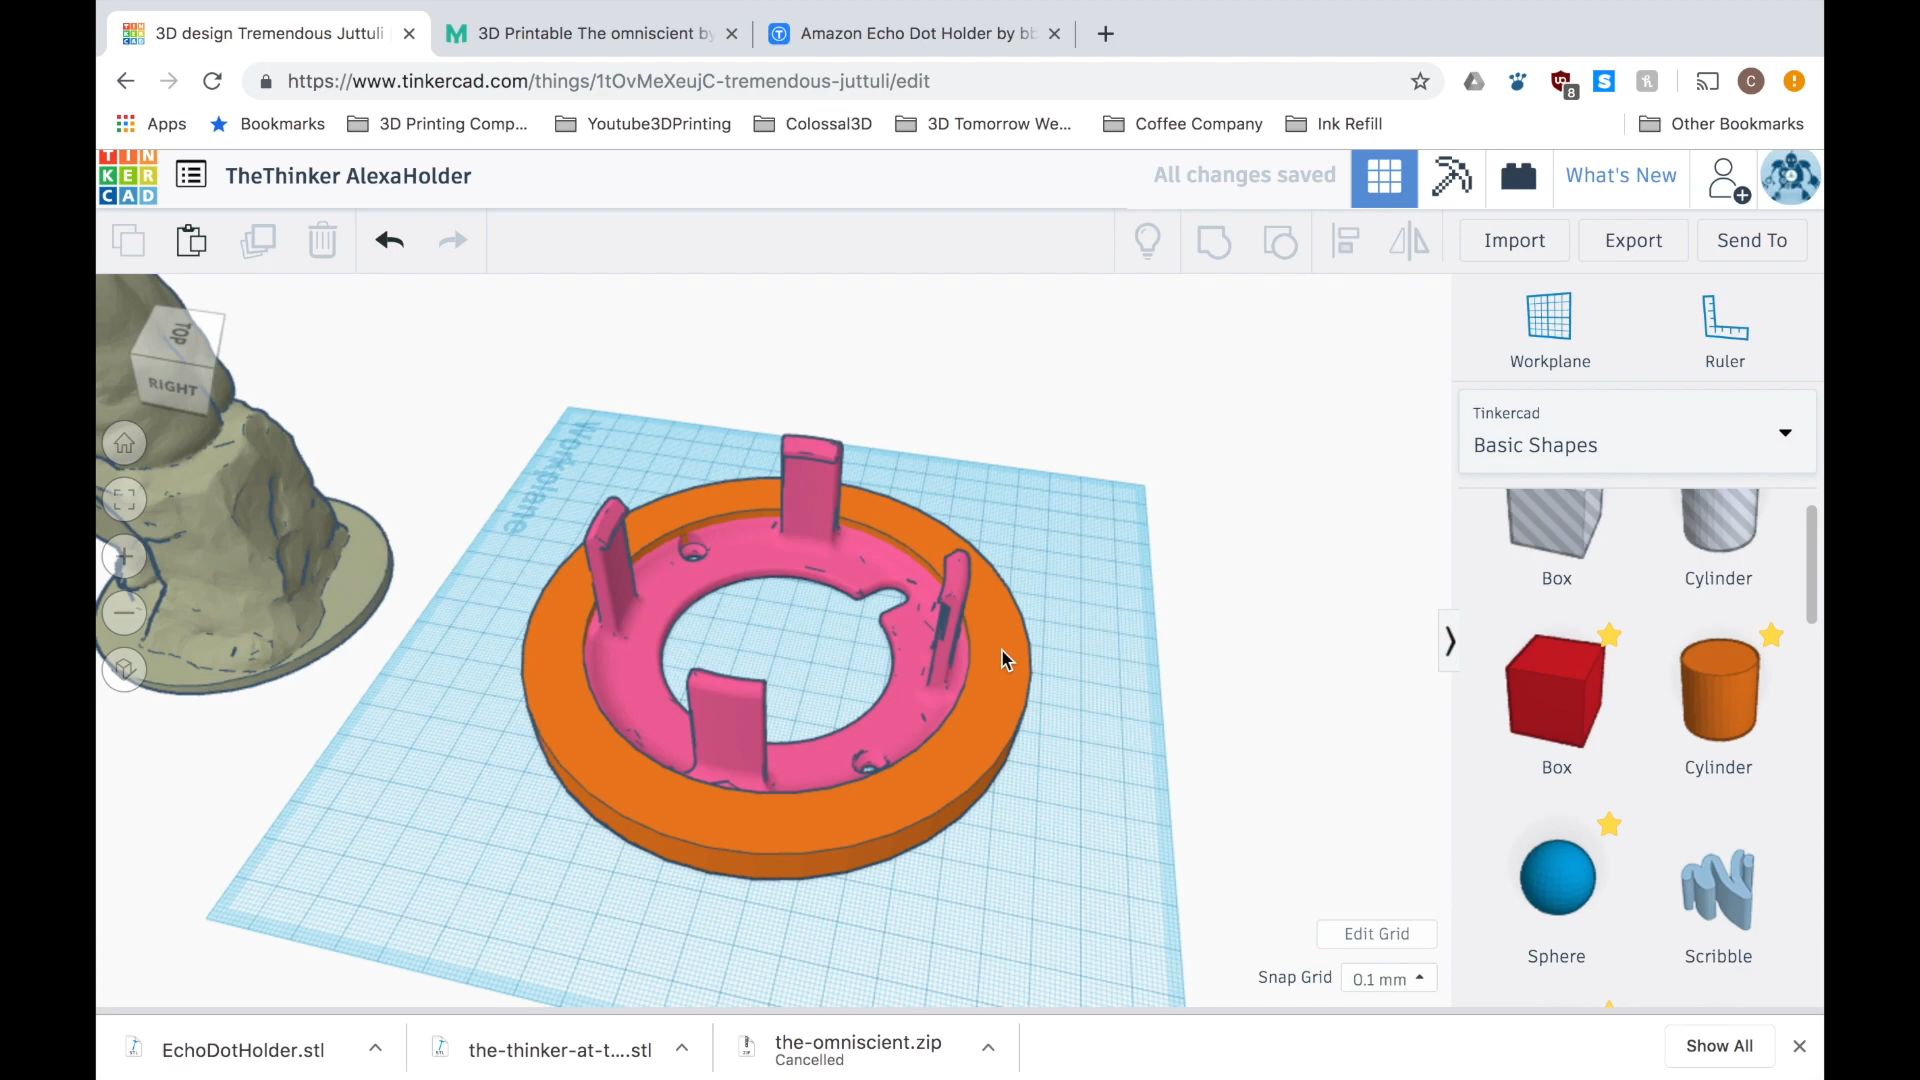 3D design Tremendous Juttuli
3D Printable The omniscient by
Amazon Echo Dot Holder by bb
https://www.tinkercad.com/things/1tOvMeXeujC-tremendous-juttuli/edit
8
C
Apps
Bookmarks
3D Printing Comp...
Youtube3DPrinting
Colossal3D
3D Tomorrow We...
Coffee Company
Ink Refill
Other Bookmarks
TIN
KER
CAD
TheThinker AlexaHolder
All changes saved
What's New
Import
Export
Send To
TOP
RIGHT
Workplane
Workplane
Ruler
Tinkercad
Basic Shapes
Box
Cylinder
Box
Cylinder
Sphere
Scribble
Edit Grid
Snap Grid
0.1 mm
EchoDotHolder.stl
the-thinker-at-t....stl
the-omniscient.zip
Cancelled
Show All